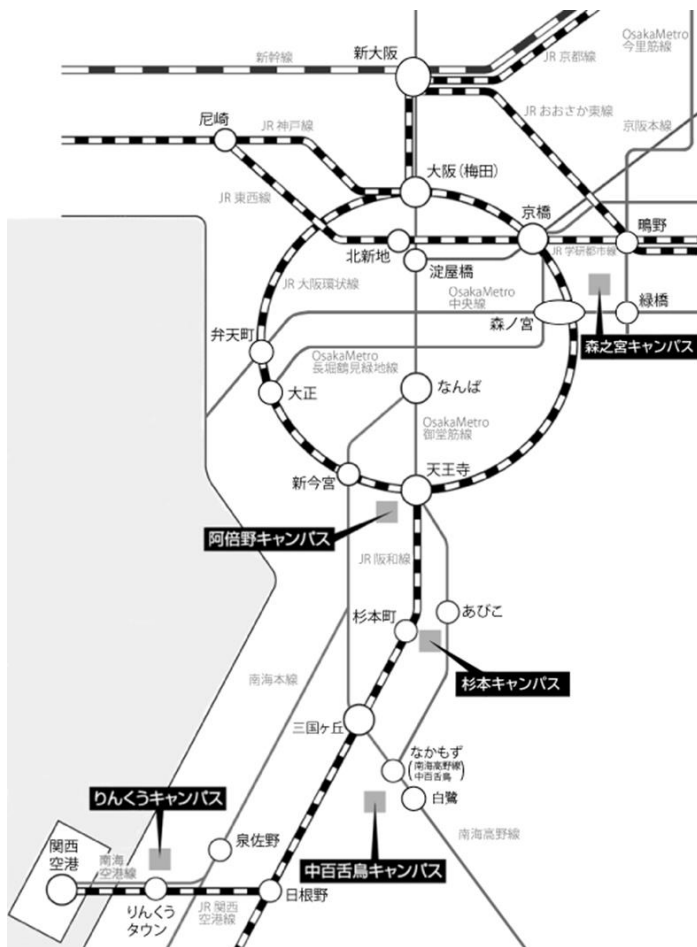 新幹線
新大阪
JR 京都線
OsakaMetro
今里筋線
尼崎
JR 神戸線
JR おおさか東線
京阪本線
大阪（梅田）
JR 東西線
京橋
鴫野
北新地
淀屋橋
JR 学研都市線
JR 大阪環状線
OsakaMetro
中央線
森ノ宮
緑橋
森之宮キャンパス
弁天町
OsakaMetro
長堀鶴見緑地線
大正
なんば
OsakaMetro
御堂筋線
新今宮
天王寺
阿倍野キャンパス
JR 阪和線
杉本町
あびこ
杉本キャンパス
南海本線
三国ヶ丘
なかもず
（南海高野線）
中百舌鳥
白鷺
りんくうキャンパス
南海高野線
中百舌鳥キャンパス
関西
空港
南海
空港線
泉佐野
りんくう
タウン
JR 関西
空港線
日根野